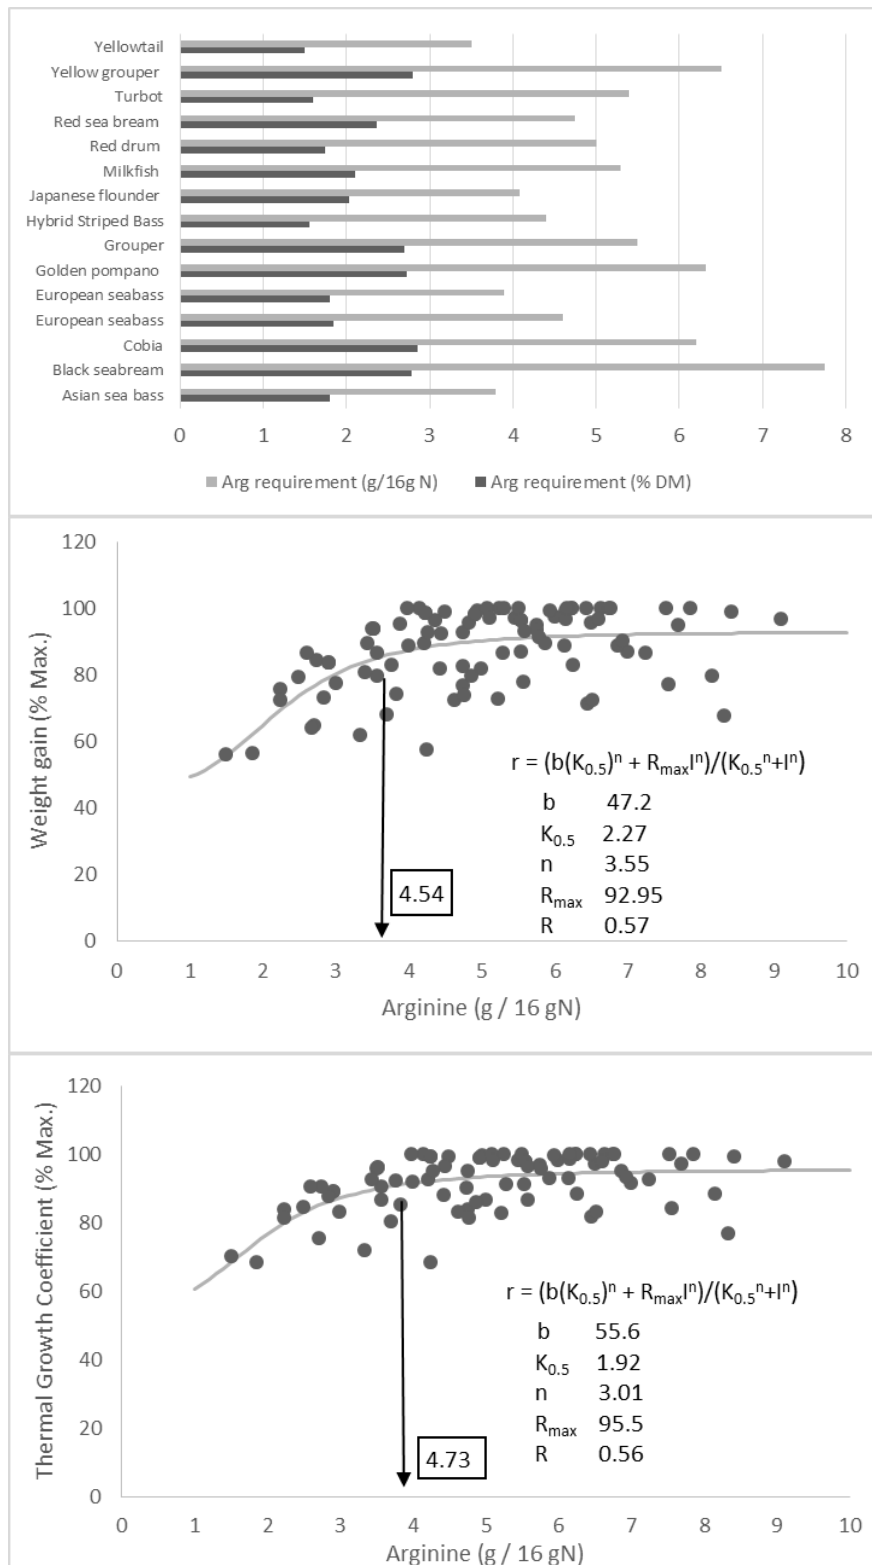 Yellowtail
Yellow grouper
Turbot
Red sea bream
Red drum
Milkfish
Japanese flounder
Hybrid Striped Bass
Grouper
Golden pompano
European seabass
European seabass
Cobia
Black seabream
Asian sea bass
0 1 2 3 4 5 6 7 8
Arg requirement (g/16g N) Arg requirement (% DM)
Weight gain (% Max.)
120
100
80
60
40
20
0
r = (b(K₀.₅)ⁿ + RₘₐₓIⁿ)/(K₀.₅ⁿ+Iⁿ)
b 47.2
K₀.₅ 2.27
n 3.55
Rₘₐₓ 92.95
R 0.57
4.54
0 1 2 3 4 5 6 7 8 9 10
Arginine (g / 16 gN)
Thermal Growth Coefficient (% Max.)
120
100
80
60
40
20
0
r = (b(K₀.₅)ⁿ + RₘₐₓIⁿ)/(K₀.₅ⁿ+Iⁿ)
b 55.6
K₀.₅ 1.92
n 3.01
Rₘₐₓ 95.5
R 0.56
4.73
0 1 2 3 4 5 6 7 8 9 10
Arginine (g / 16 gN)